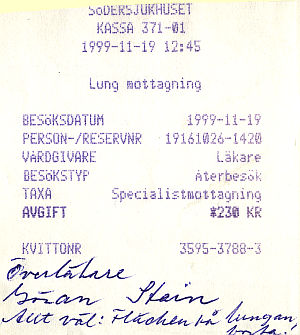 SöDERSJUKHUSET
KASSA 371-01
1999-11-19 12:45
Lung mottagning
BESöKSDATUM 1999-11-19
PERSON-/RESERVNR 19161026-1420
VÅRDGIVARE Läkare
BESöKSTYP Återbesök
TAXA Specialistmottagning
AVGIFT ¥230 KR
KVITTONR 3595-3788-3
Överläkare
Göran Stain
Allt väl: Fläcken på lungan
borta!